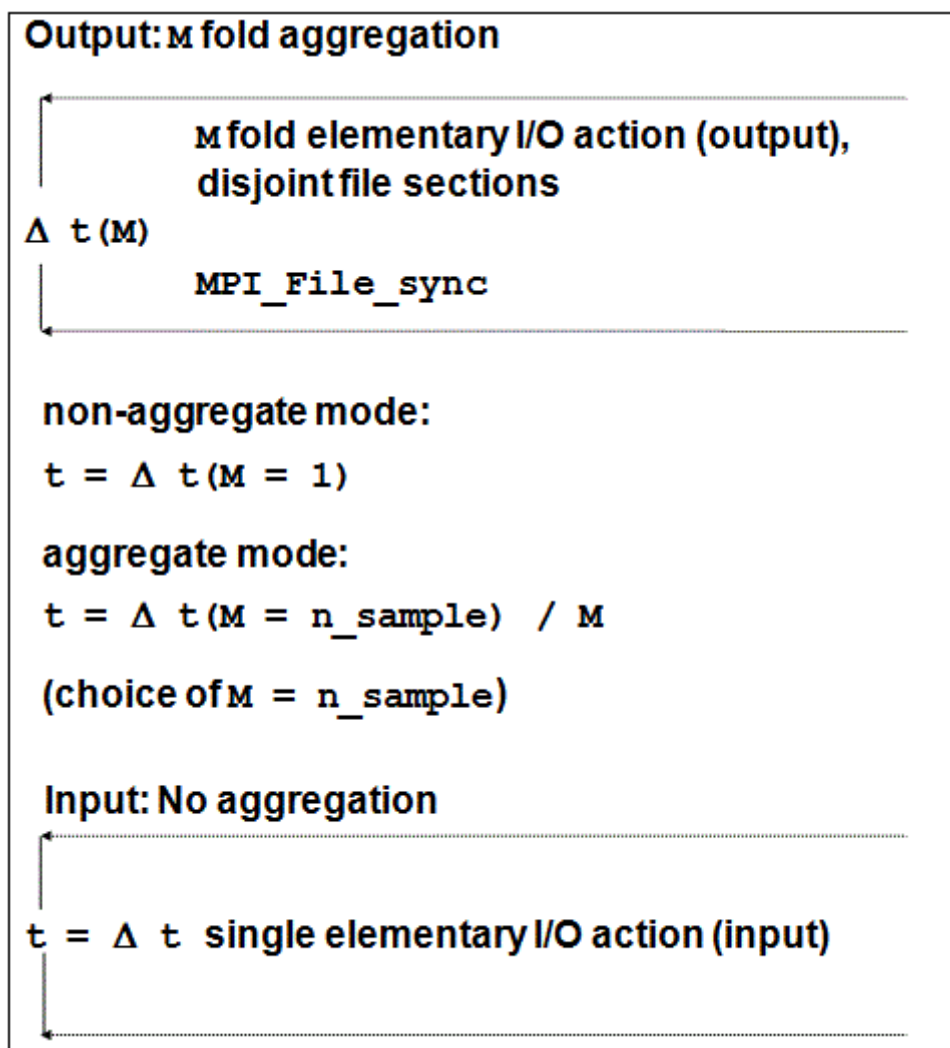 Output: M fold aggregation
M fold elementary I/O action (output),
disjoint file sections
Δ t(M)
MPI_File_sync
non-aggregate mode:
t = Δ t(M = 1)
aggregate mode:
t = Δ t(M = n_sample) / M
(choice of M = n_sample)
Input: No aggregation
t = Δ t single elementary I/O action (input)